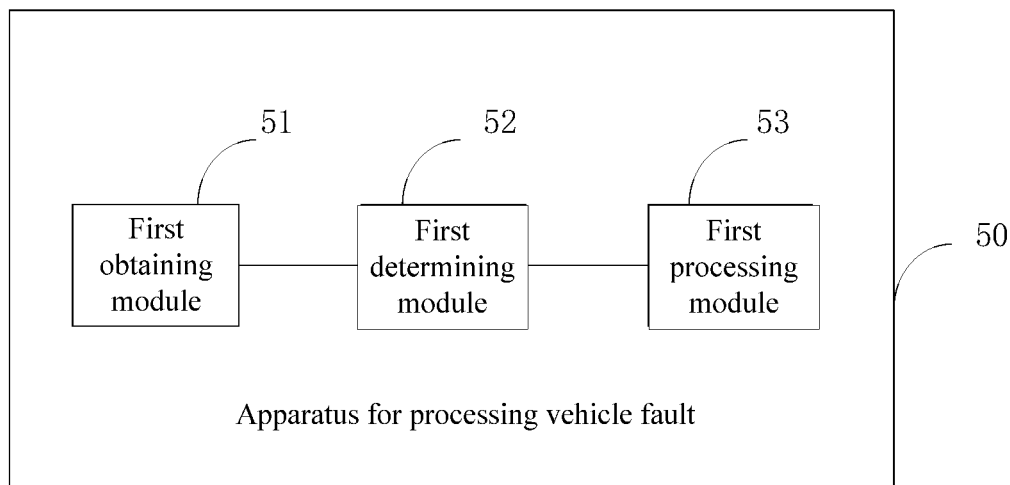 51
52
53
First
obtaining
module
First
determining
module
First
processing
module
50
Apparatus for processing vehicle fault